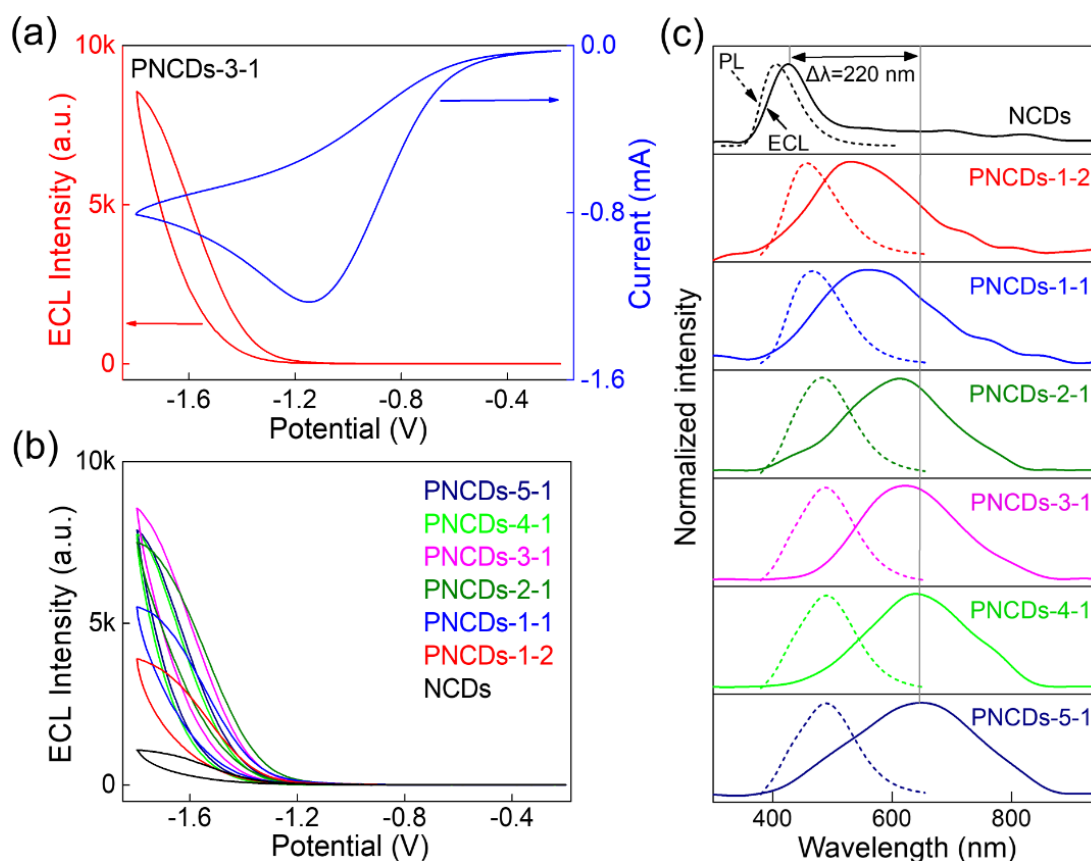 (a)
10k
5k
0
ECL Intensity (a.u.)
PNCDs-3-1
0.0
-0.8
-1.6
Current (mA)
-1.6
-1.2
-0.8
-0.4
Potential (V)
(b)
10k
5k
0
ECL Intensity (a.u.)
PNCDs-5-1
PNCDs-4-1
PNCDs-3-1
PNCDs-2-1
PNCDs-1-1
PNCDs-1-2
NCDs
-1.6
-1.2
-0.8
-0.4
Potential (V)
(c)
Normalized intensity
PL
Δλ=220 nm
ECL
NCDs
PNCDs-1-2
PNCDs-1-1
PNCDs-2-1
PNCDs-3-1
PNCDs-4-1
PNCDs-5-1
400
600
800
Wavelength (nm)